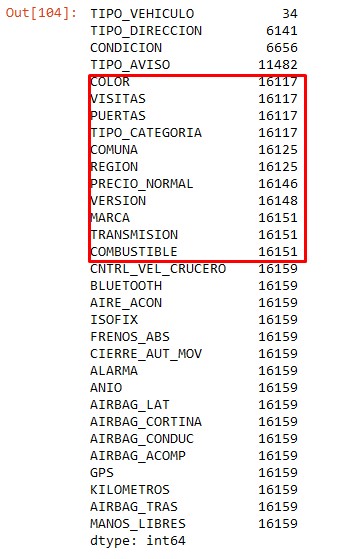 Out[104]: TIPO_VEHICULO 34
TIPO_DIRECCION 6141
CONDICION 6656
TIPO_AVISO 11482
COLOR 16117
VISITAS 16117
PUERTAS 16117
TIPO_CATEGORIA 16117
COMUNA 16125
REGION 16125
PRECIO_NORMAL 16146
VERSION 16148
MARCA 16151
TRANSMISION 16151
COMBUSTIBLE 16151
CNTRL_VEL_CRUCERO 16159
BLUETOOTH 16159
AIRE_ACON 16159
ISOFIX 16159
FRENOS_ABS 16159
CIERRE_AUT_MOV 16159
ALARMA 16159
ANIO 16159
AIRBAG_LAT 16159
AIRBAG_CORTINA 16159
AIRBAG_CONDUC 16159
AIRBAG_ACOMP 16159
GPS 16159
KILOMETROS 16159
AIRBAG_TRAS 16159
MANOS_LIBRES 16159
dtype: int64